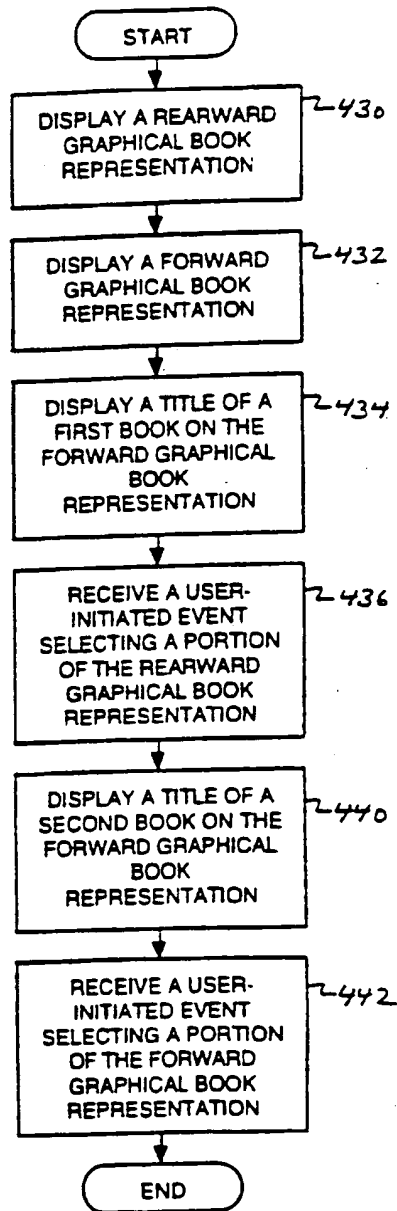 START
DISPLAY A REARWARD
GRAPHICAL BOOK
REPRESENTATION
430
DISPLAY A FORWARD
GRAPHICAL BOOK
REPRESENTATION
432
DISPLAY A TITLE OF A
FIRST BOOK ON THE
FORWARD GRAPHICAL
BOOK
REPRESENTATION
434
RECEIVE A USER-
INITIATED EVENT
SELECTING A PORTION
OF THE REARWARD
GRAPHICAL BOOK
REPRESENTATION
436
DISPLAY A TITLE OF A
SECOND BOOK ON THE
FORWARD GRAPHICAL
BOOK
REPRESENTATION
440
RECEIVE A USER-
INITIATED EVENT
SELECTING A PORTION
OF THE FORWARD
GRAPHICAL BOOK
REPRESENTATION
442
END